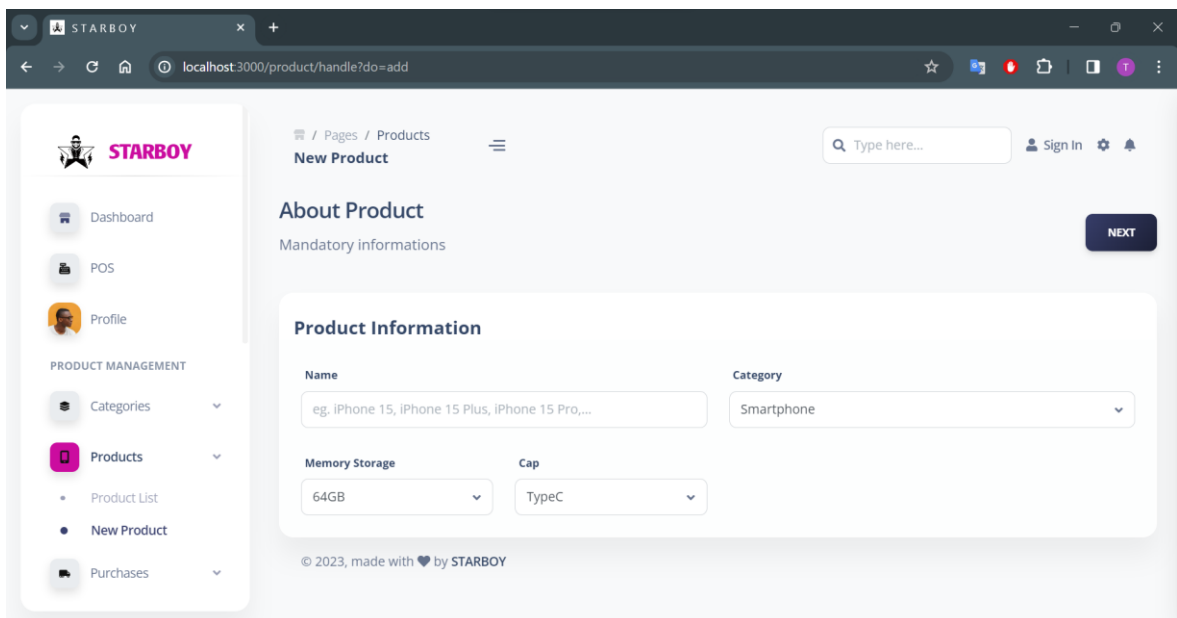 STARBOY
localhost:3000/product/handle?do=add
T
STARBOY
Dashboard
POS
Profile
PRODUCT MANAGEMENT
Categories
Products
Product List
New Product
Purchases
/ Pages / Products
New Product
Type here...
Sign In
About Product
Mandatory informations
NEXT
Product Information
Name
eg. iPhone 15, iPhone 15 Plus, iPhone 15 Pro,...
Category
Smartphone
Memory Storage
64GB
Cap
TypeC
© 2023, made with ♥ by STARBOY